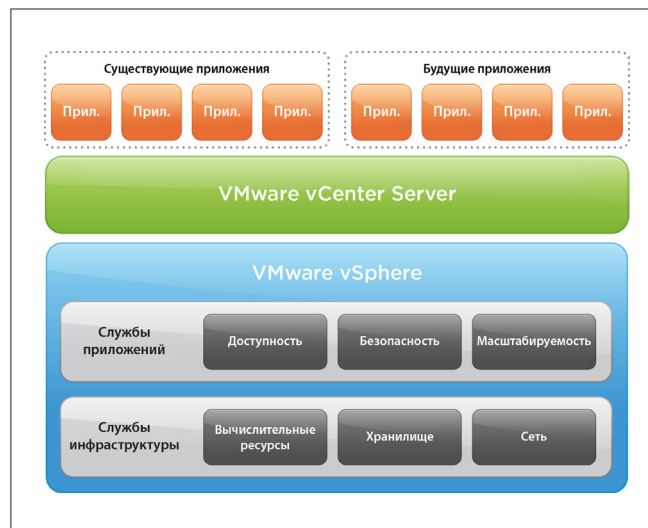 Существующие приложения
Будущие приложения
Прил. Прил. Прил. Прил.
Прил. Прил. Прил. Прил.
VMware vCenter Server
VMware vSphere
Службы
приложений
Доступность
Безопасность
Масштабируемость
Службы
инфраструктуры
Вычислительные
ресурсы
Хранилище
Сеть